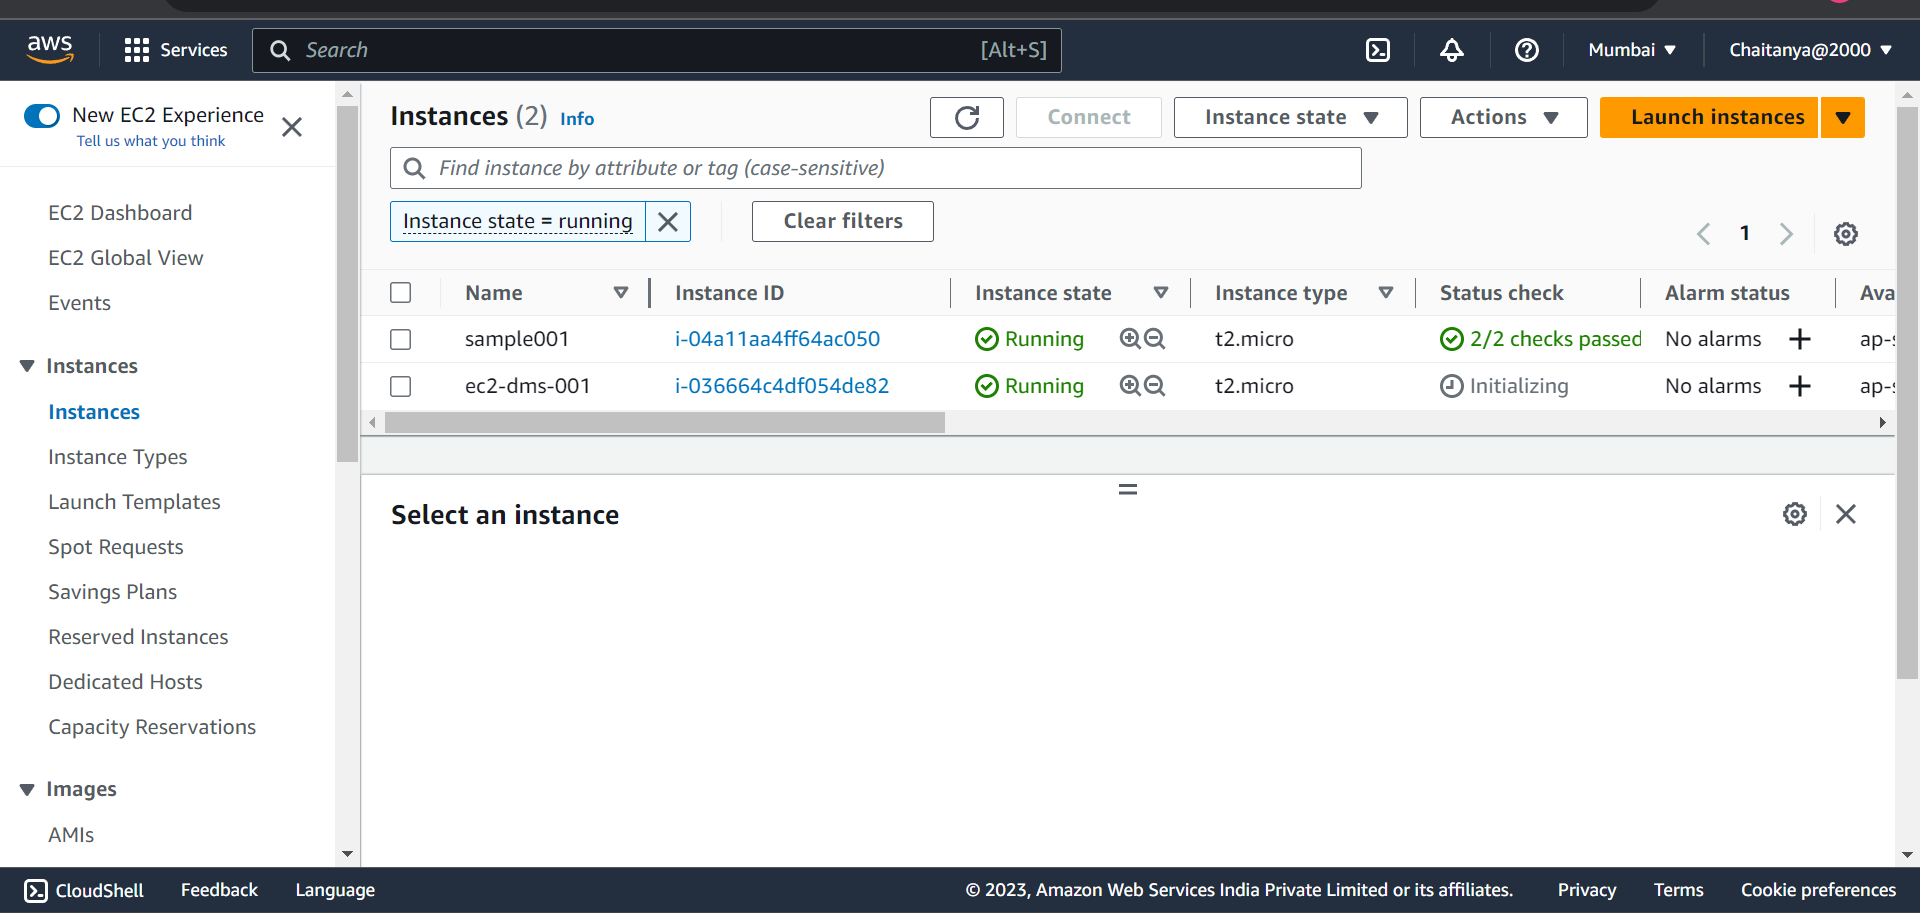 aws Services Search [Alt+S] Mumbai Chaitanya@2000
New EC2 Experience
Tell us what you think
EC2 Dashboard
EC2 Global View
Events
Instances
Instances
Instance Types
Launch Templates
Spot Requests
Savings Plans
Reserved Instances
Dedicated Hosts
Capacity Reservations
Images
AMIs
Instances (2) Info Connect Instance state Actions Launch instances
Find instance by attribute or tag (case-sensitive)
Instance state = running Clear filters
1
Name Instance ID Instance state Instance type Status check Alarm status Ava
sample001 i-04a11aa4ff64ac050 Running t2.micro 2/2 checks passed No alarms ap-s
ec2-dms-001 i-036664c4df054de82 Running t2.micro Initializing No alarms ap-s
Select an instance
CloudShell Feedback Language © 2023, Amazon Web Services India Private Limited or its affiliates. Privacy Terms Cookie preferences